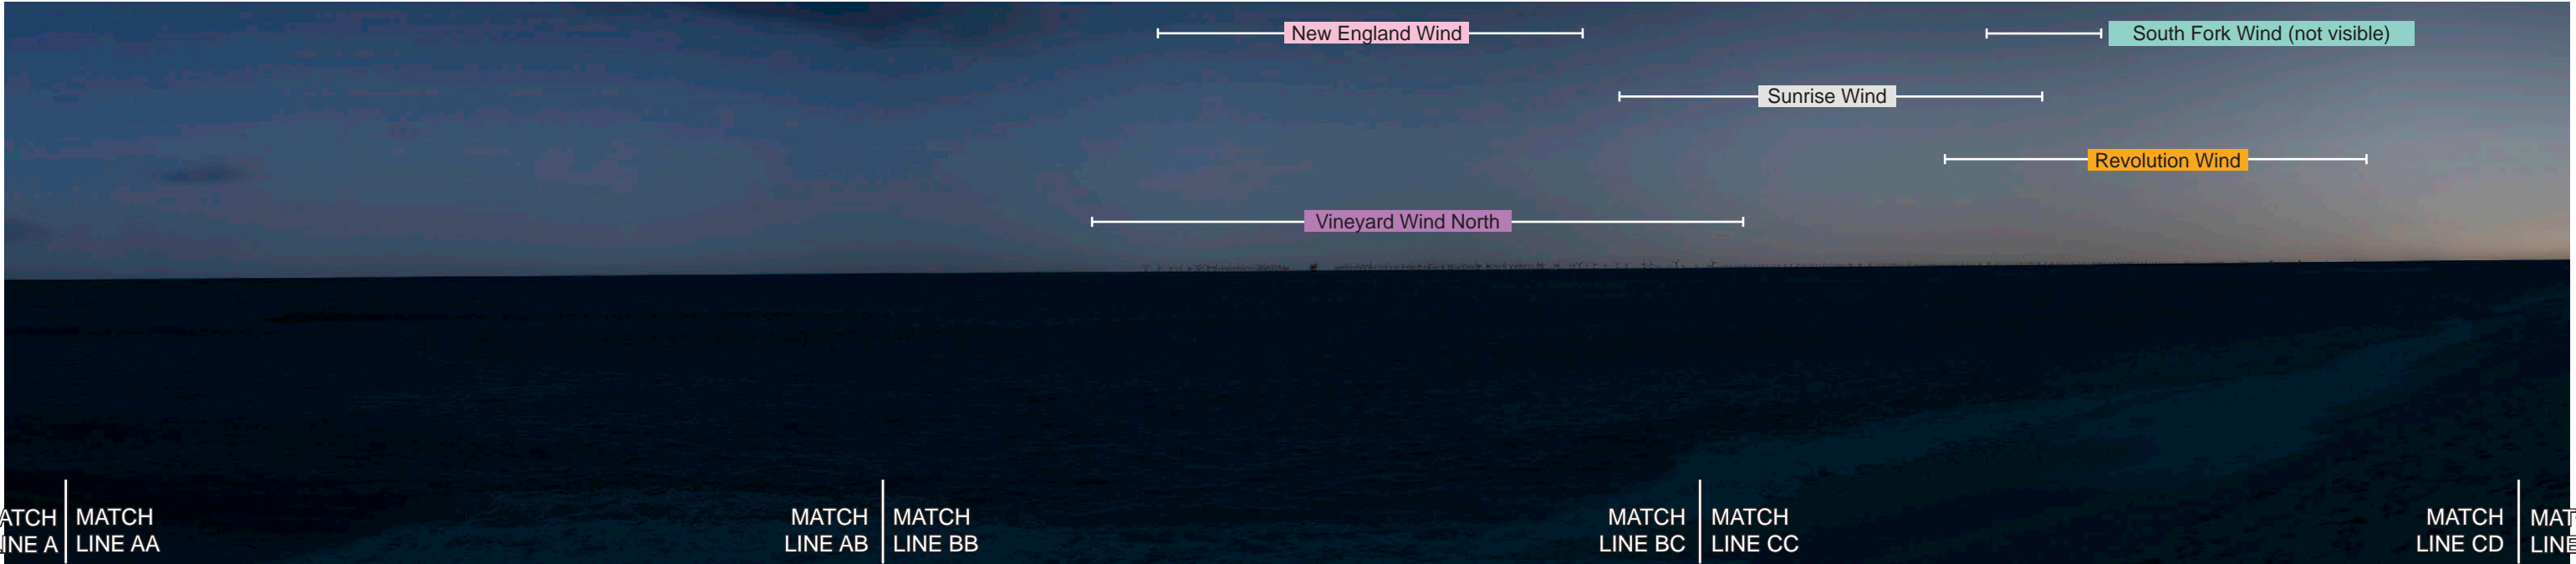 New England Wind
South Fork Wind (not visible)
Sunrise Wind
Revolution Wind
Vineyard Wind North
MATCH
LINE AA
MATCH
LINE AB
MATCH
LINE BB
MATCH
LINE BC
MATCH
LINE CC
MATCH
LINE CD